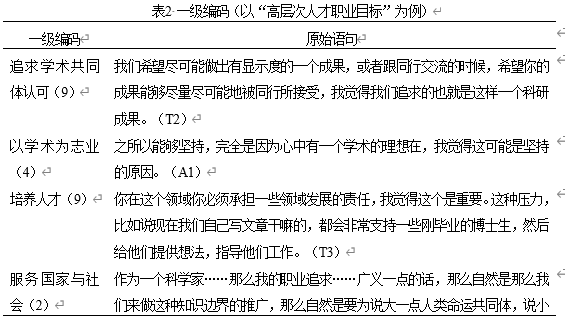 表2 一级编码（以“高层次人才职业目标”为例）
一级编码 原始语句
追求学术共同体认可（9） 我们希望尽可能做出有显示度的一个成果，或者跟同行交流的时候，希望你的
成果能够尽量尽可能地被同行所接受，我觉得我们追求的也就是这样一个科研
成果。（T2）
以学术为志业（4） 之所以能够坚持，完全是因为心中有一个学术的理想在，我觉得这可能是坚持
的原因。（A1）
培养人才（9） 你在这个领域你必须承担一些领域发展的责任，我觉得这个是重要。这种压力，
比如说现在我们自己写文章干嘛的，都会非常支持一些刚毕业的博士生，然后
给他们提供想法，指导他们工作。（T3）
服务国家与社会（2） 作为一个科学家……那么我的职业追求……广义一点的话，那么自然是那么我
们来做这种知识边界的推广，那么自然是要为说大一点人类命运共同体，说小